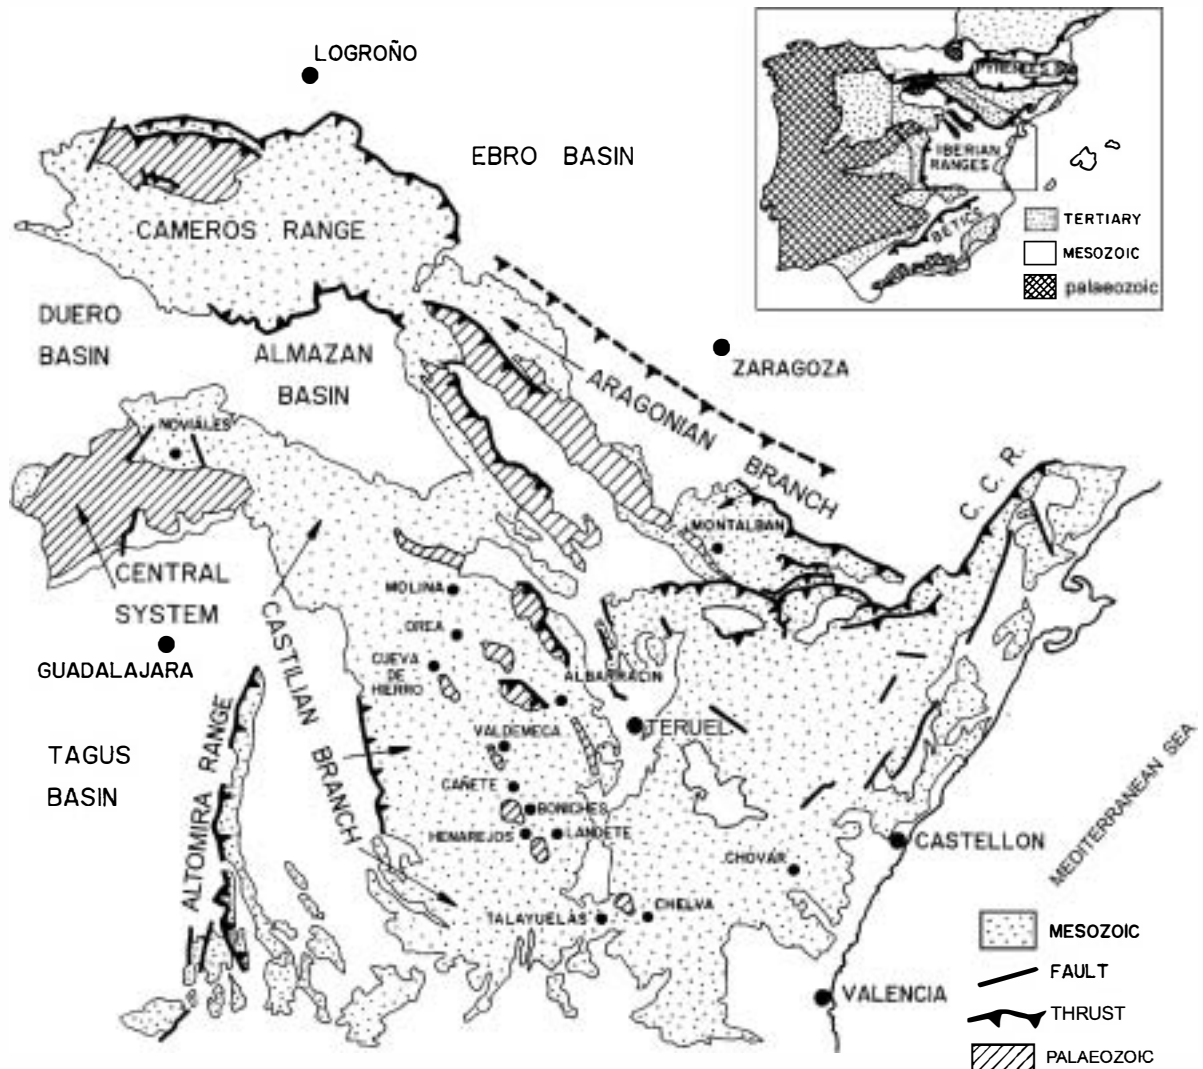 LOGROÑO
EBRO BASIN
CAMEROS RANGE
DUERO
BASIN
ALMAZAN
BASIN
ZARAGOZA
ARAGONIAN
BRANCH
NOVIALES
MONTALBAN
C. C. R.
CENTRAL
SYSTEM
GUADALAJARA
CASTILIAN BRANCH
MOLINA
OREA
CUEVA
DE
HIERRO
ALBARRACIN
TAGUS
BASIN
ALTOMIRA RANGE
VALDEMECA
TERUEL
CAÑETE
BONICHES
HENAREJOS
LANDETE
CHOVAR
CASTELLON
MEDITERRANEAN SEA
TALAYUELAS
CHELVA
VALENCIA
PYRENEES
IBERIAN
RANGES
BETICS
TERTIARY
MESOZOIC
palaeozoic
MESOZOIC
FAULT
THRUST
PALAEOZOIC